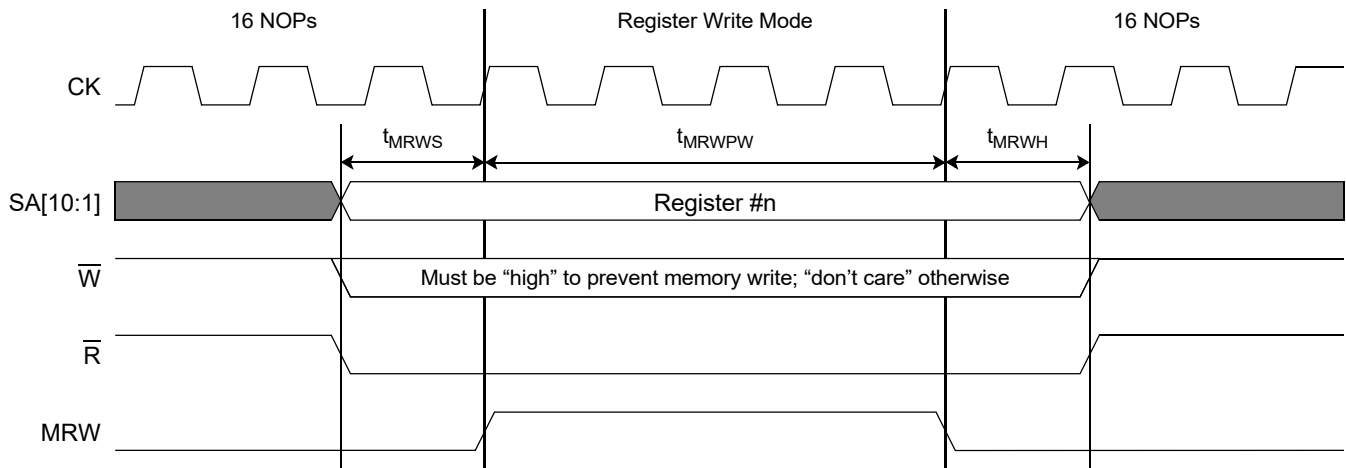 16 NOPs Register Write Mode 16 NOPs
CK
tMRWS tMRWPW tMRWH
SA[10:1] Register #n
W̅ Must be “high” to prevent memory write; “don’t care” otherwise
R̅
MRW